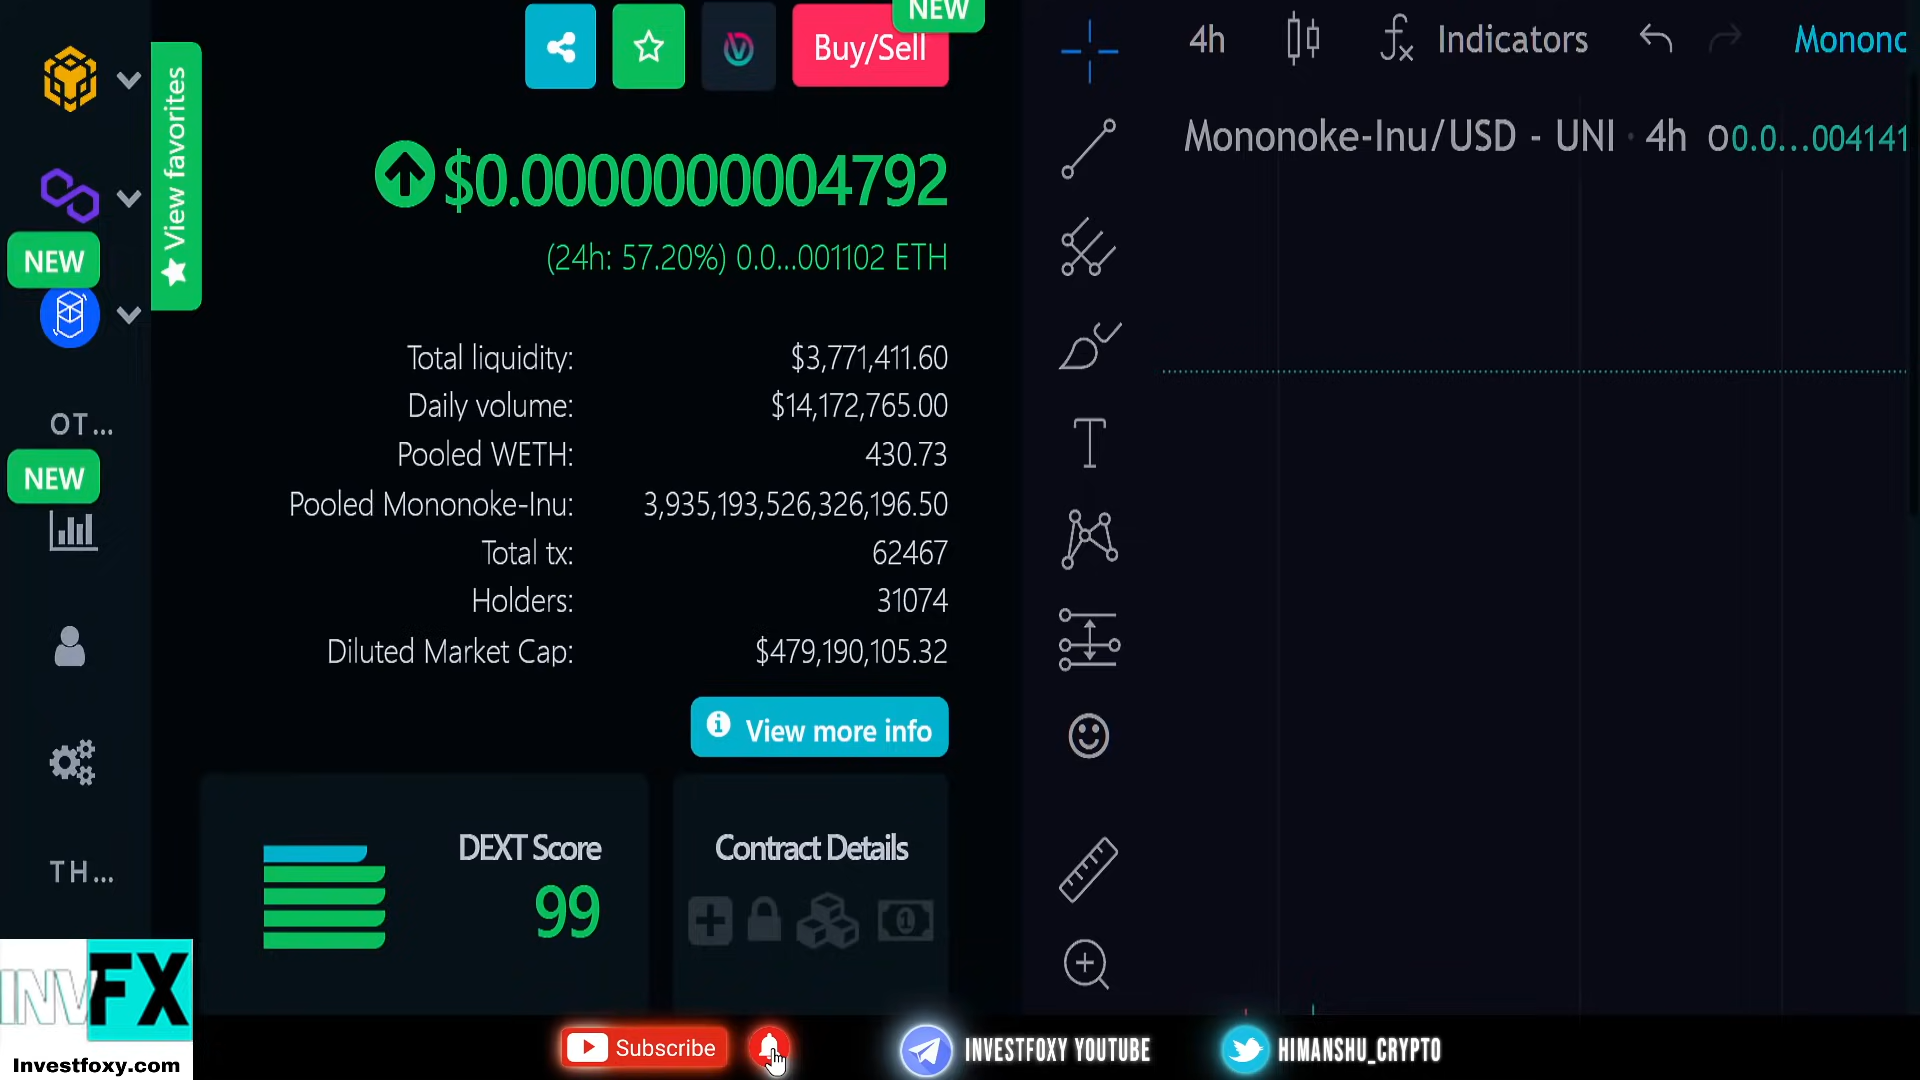 NEW
Buy/Sell
View favorites
$0.0000000004792
(24h: 57.20%) 0.0...001102 ETH
NEW
Total liquidity: $3,771,411.60
Daily volume: $14,172,765.00
Pooled WETH: 430.73
Pooled Mononoke-Inu: 3,935,193,526,326,196.50
Total tx: 62467
Holders: 31074
Diluted Market Cap: $479,190,105.32
OT...
NEW
View more info
DEXT Score
99
Contract Details
TH...
4h
Indicators
Monono
Mononoke-Inu/USD - UNI · 4h O0.0...004141
INVFX
Investfoxy.com
Subscribe
INVESTFOXY YOUTUBE
HIMANSHU_CRYPTO